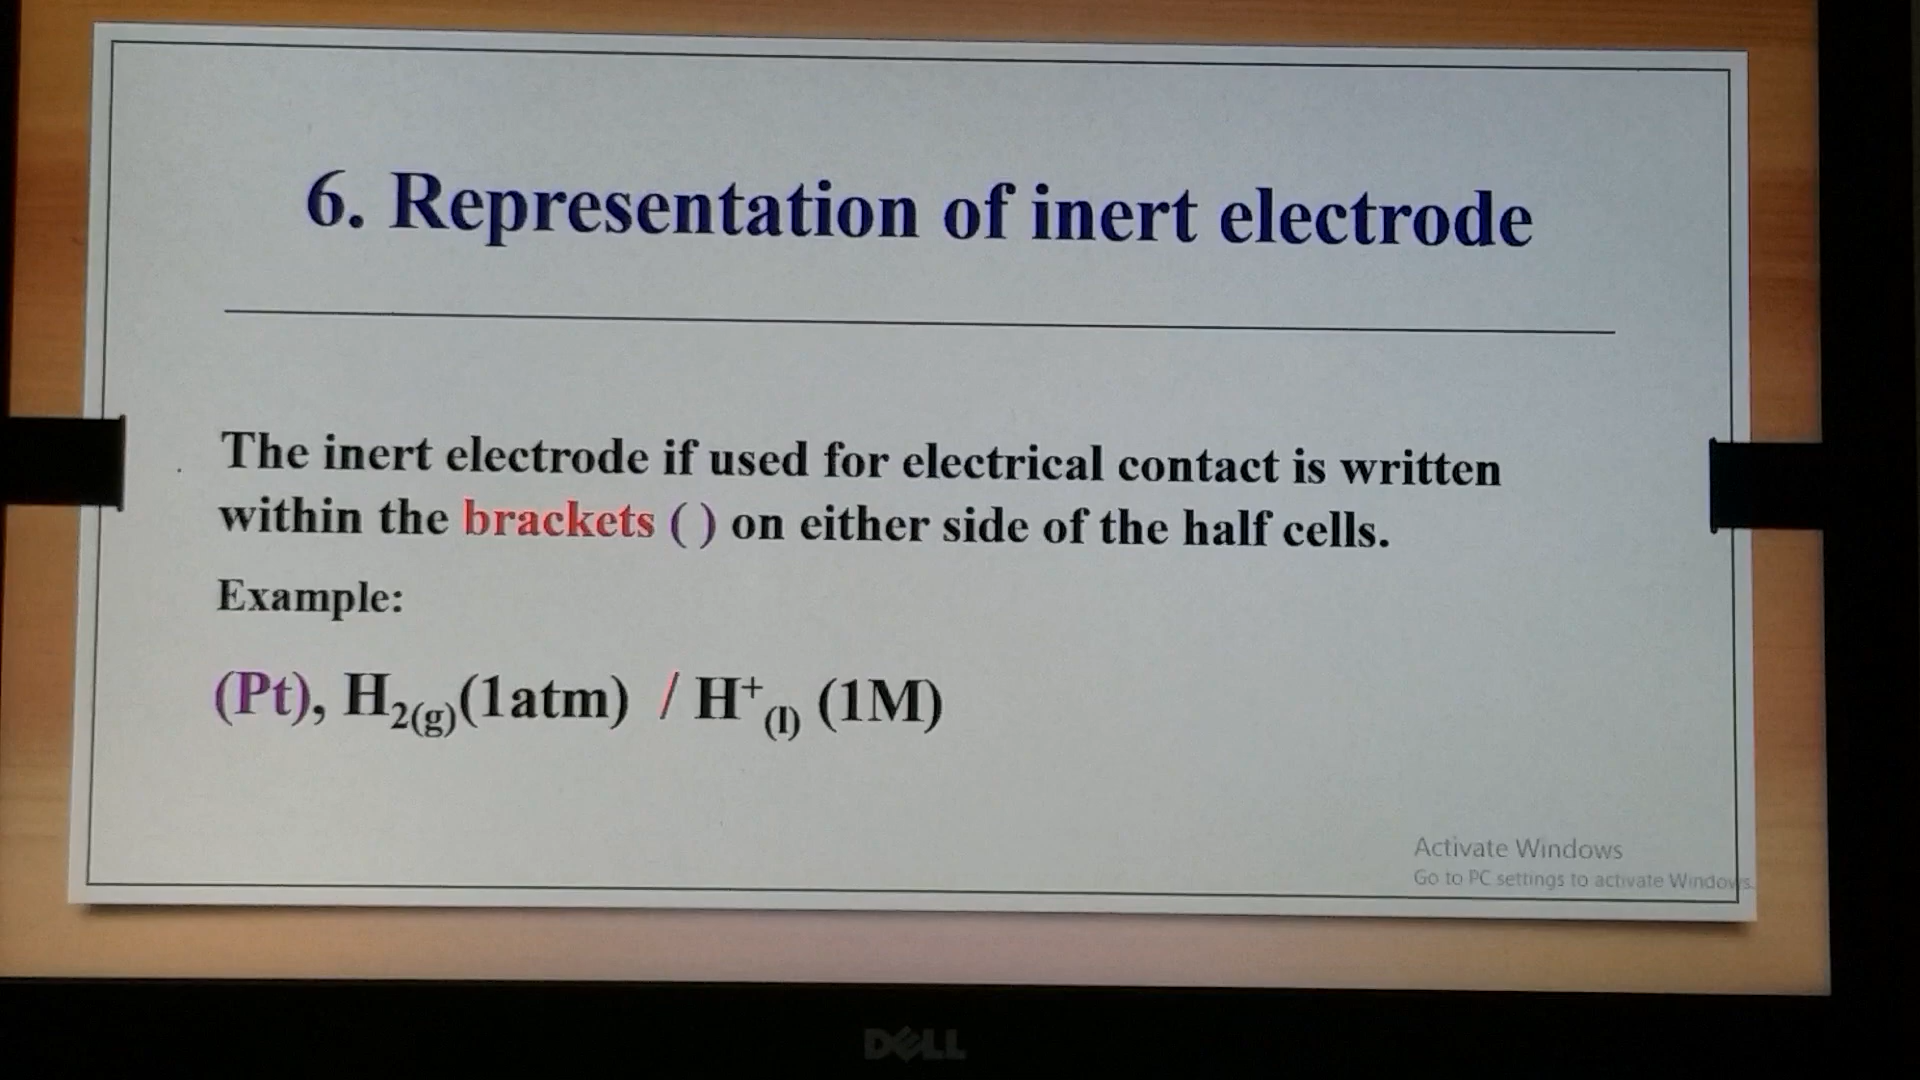 6. Representation of inert electrode
The inert electrode if used for electrical contact is written
within the brackets ( ) on either side of the half cells.
Example:
(Pt), H₂₍g₎(1atm) / H⁺₍l₎ (1M)
Activate Windows
Go to PC settings to activate Windows.
DELL